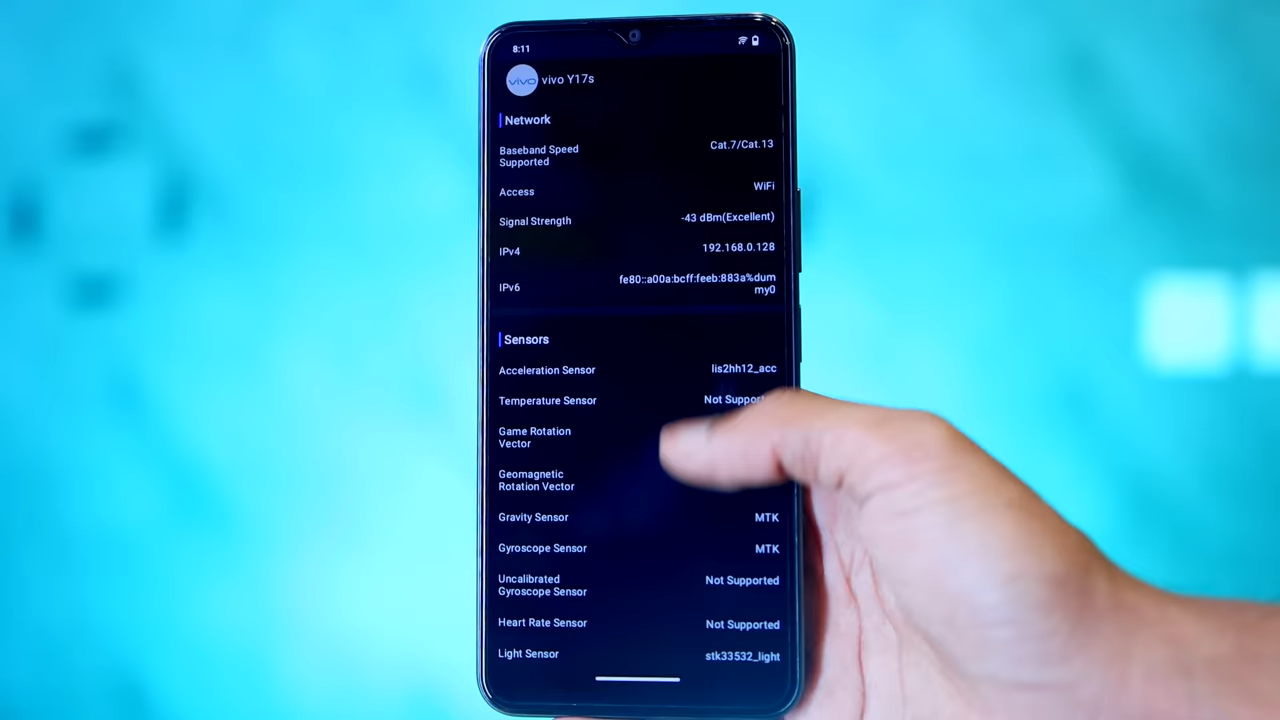 8:11
vivo vivo Y17s
Network
Baseband Speed Cat.7/Cat.13
Supported
Access WiFi
Signal Strength -43 dBm(Excellent)
IPv4 192.168.0.128
IPv6 fe80::a00a:bcff:feeb:883a%dum
my0
Sensors
Acceleration Sensor lis2hh12_acc
Temperature Sensor Not
Game Rotation
Vector
Geomagnetic
Rotation Vector
Gravity Sensor MTK
Gyroscope Sensor MTK
Uncalibrated Not Supported
Gyroscope Sensor
Heart Rate Sensor Not Supported
Light Sensor stk33532_light